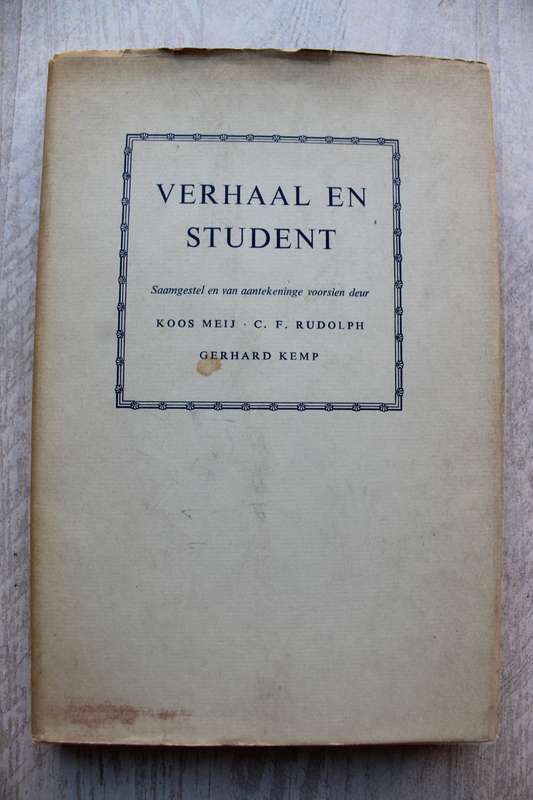 VERHAAL EN
STUDENT
Saamgestel en van aantekeninge voorsien deur
KOOS MEIJ · C. F. RUDOLPH
GERHARD KEMP